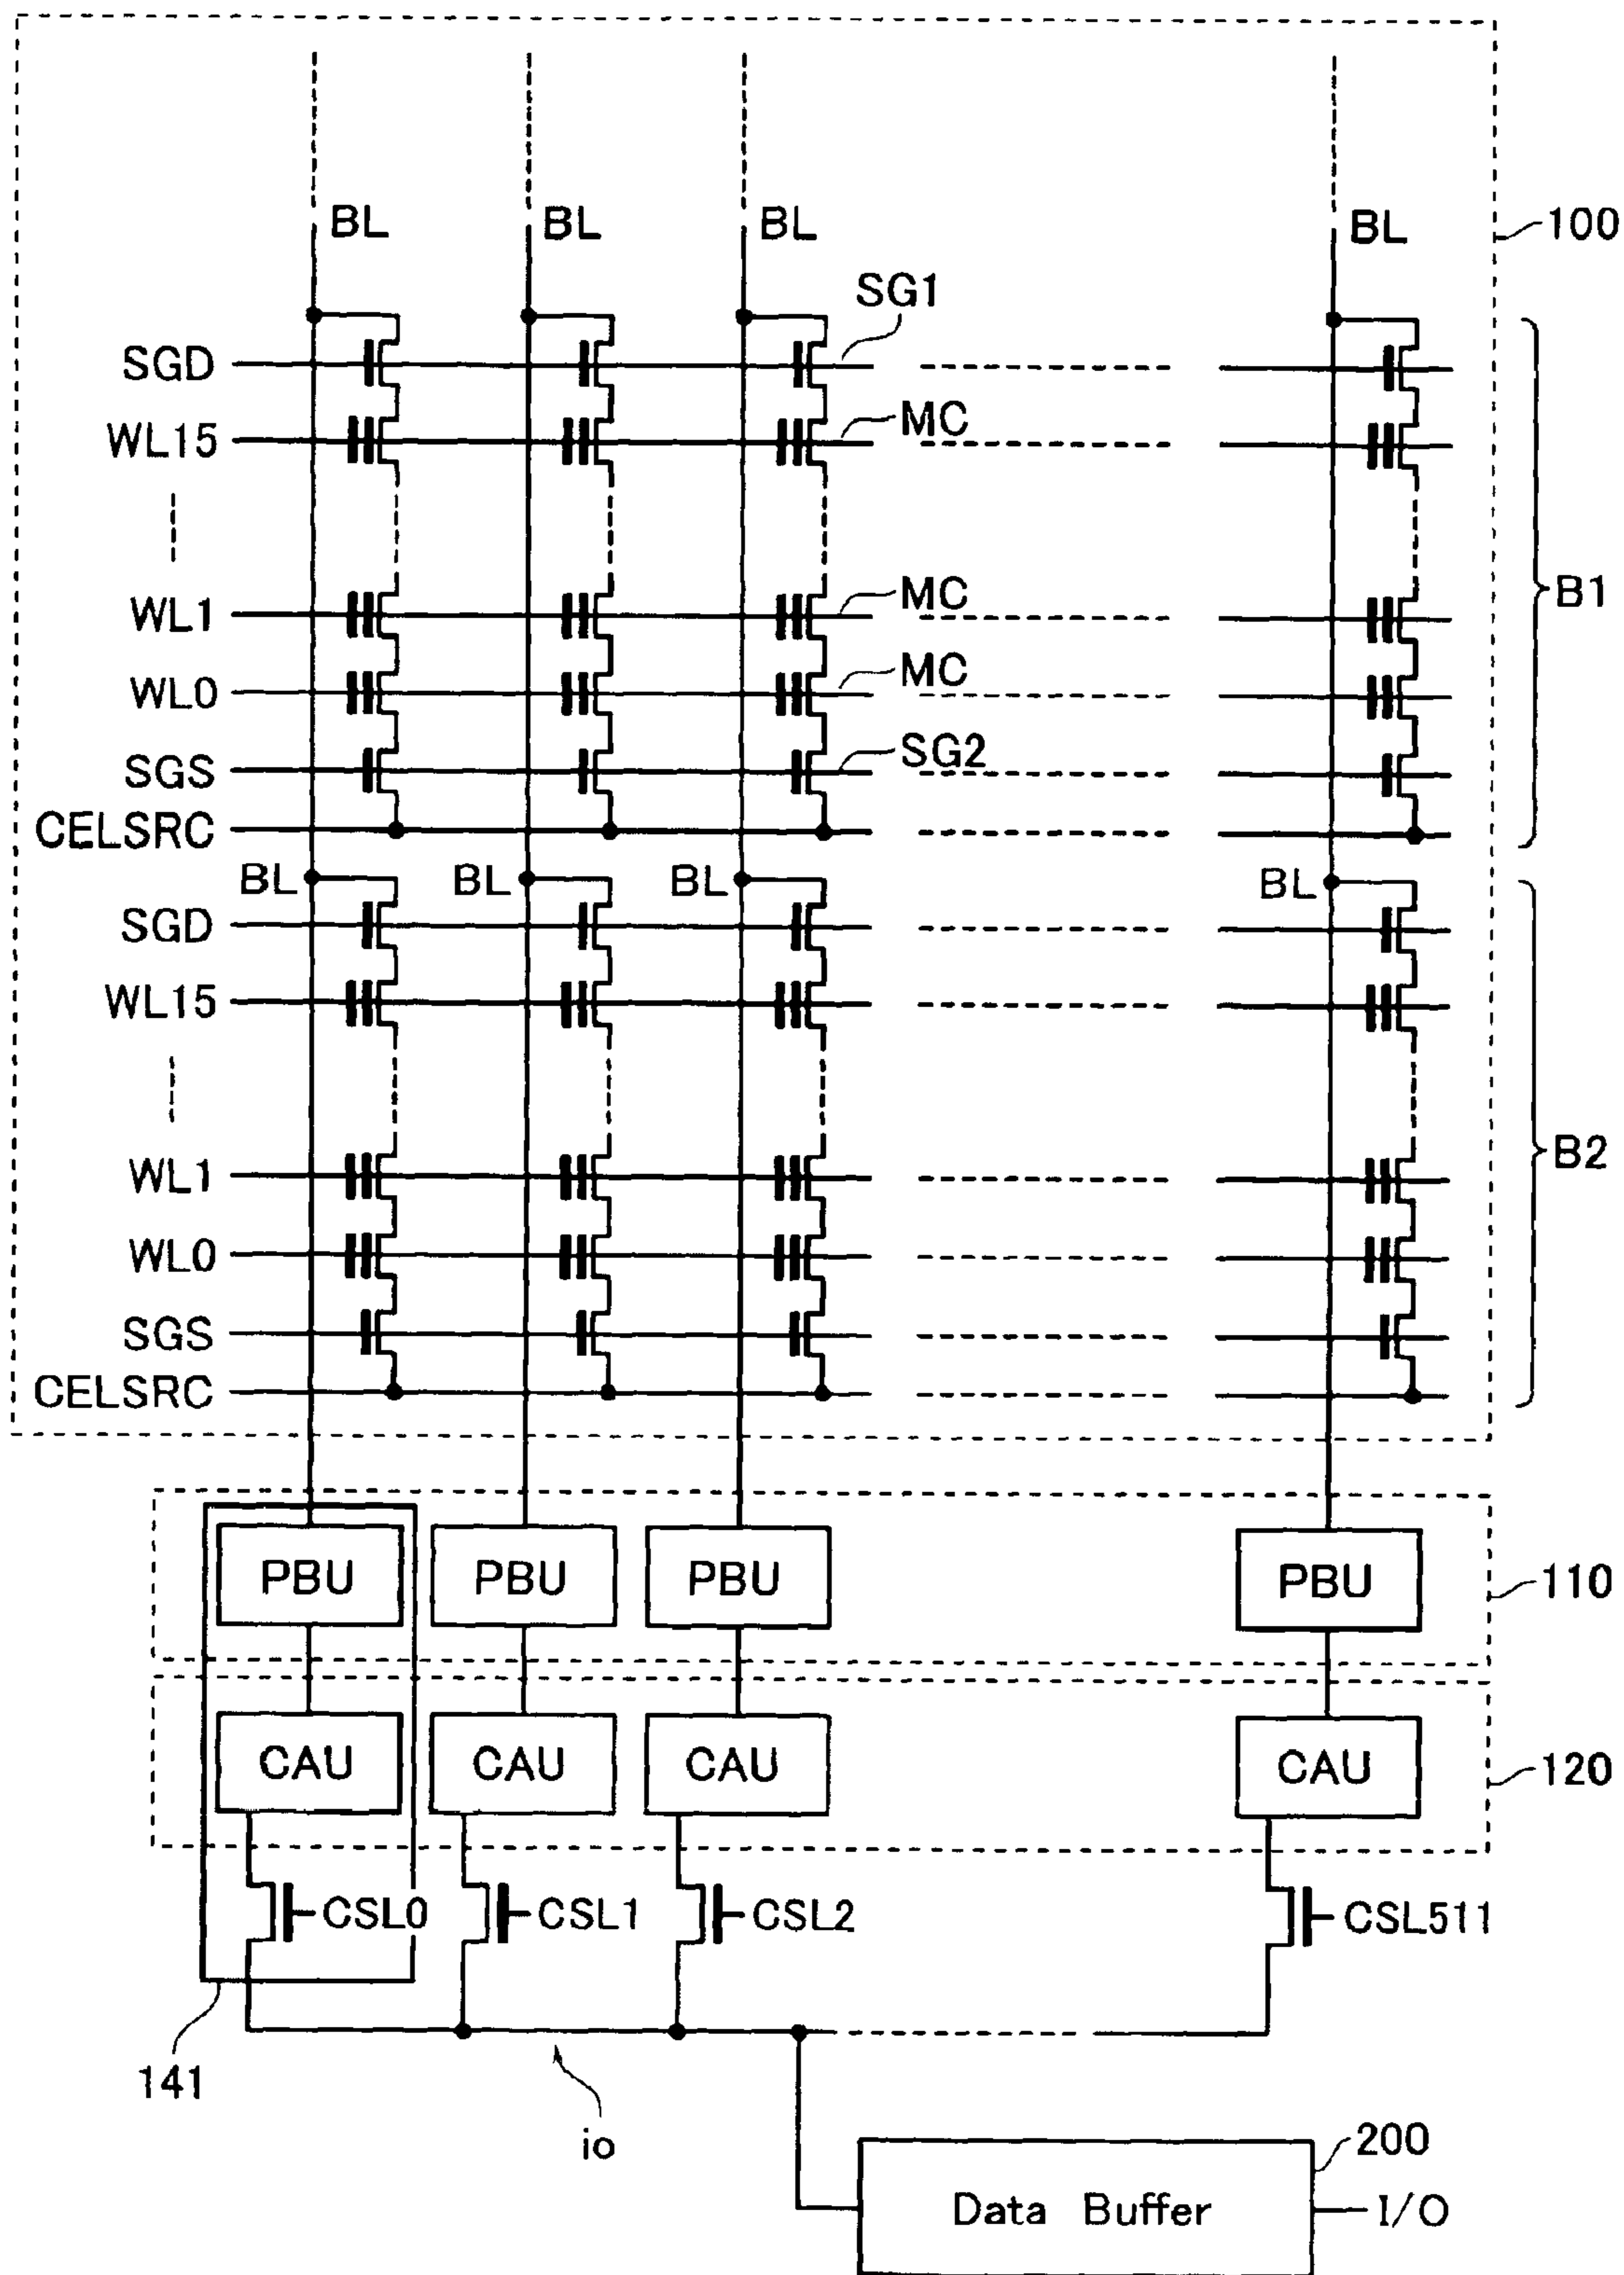 BL BL BL BL
100
SG1
SGD
WL15 MC
WL1 MC
B1
WL0 MC
SGS SG2
CELSRC
BL BL BL BL
SGD
WL15
WL1
B2
WL0
SGS
CELSRC
PBU PBU PBU PBU 110
CAU CAU CAU CAU 120
CSL0 CSL1 CSL2 CSL511
141
io
200
Data Buffer I/O